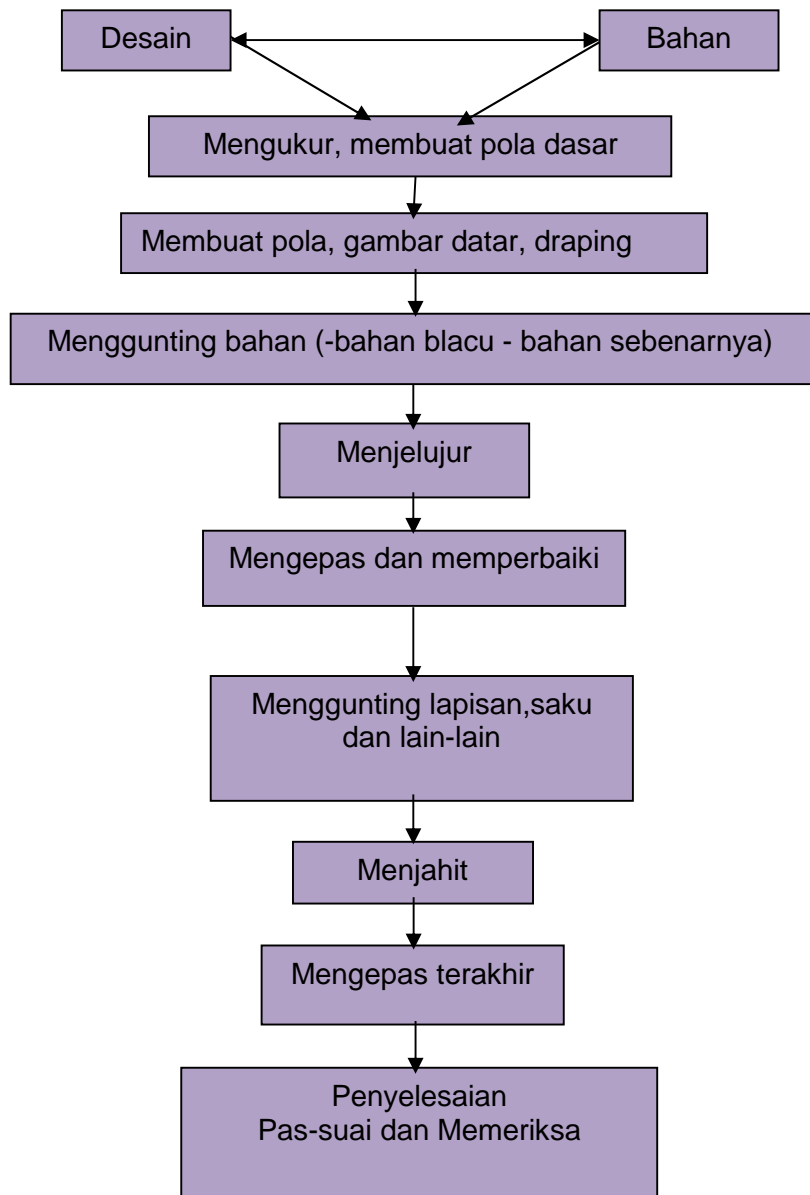 Desain
Bahan
Mengukur, membuat pola dasar
Membuat pola, gambar datar, draping
Menggunting bahan (-bahan blacu - bahan sebenarnya)
Menjelujur
Mengepas dan memperbaiki
Menggunting lapisan,saku
dan lain-lain
Menjahit
Mengepas terakhir
Penyelesaian
Pas-suai dan Memeriksa